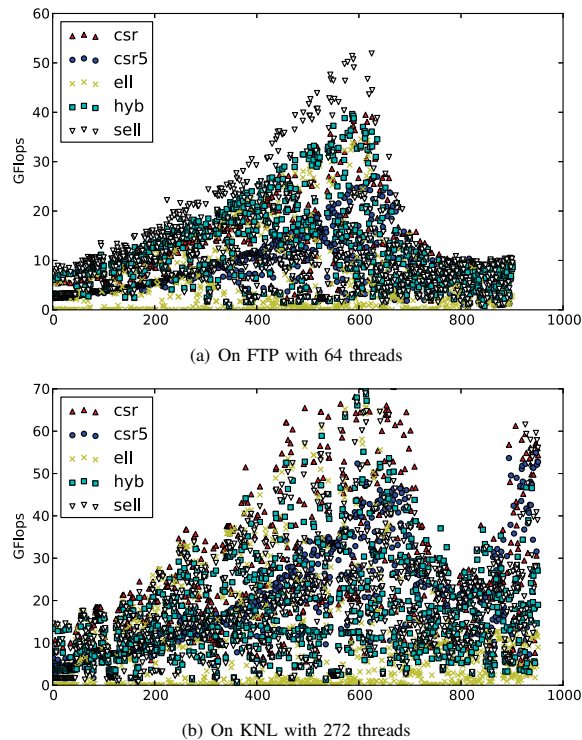 60
50
40
30
20
10
0
GFlops
csr
csr5
ell
hyb
sell
0 200 400 600 800 1000
(a) On FTP with 64 threads
70
60
50
40
30
20
10
0
GFlops
csr
csr5
ell
hyb
sell
0 200 400 600 800 1000
(b) On KNL with 272 threads